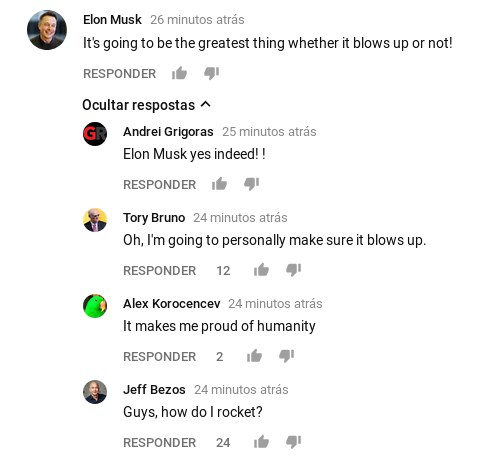 Elon Musk 26 minutos atrás
It's going to be the greatest thing whether it blows up or not!
RESPONDER
Ocultar respostas
GR
Andrei Grigoras 25 minutos atrás
Elon Musk yes indeed! !
RESPONDER
Tory Bruno 24 minutos atrás
Oh, I'm going to personally make sure it blows up.
RESPONDER 12
Alex Korocencev 24 minutos atrás
It makes me proud of humanity
RESPONDER 2
Jeff Bezos 24 minutos atrás
Guys, how do I rocket?
RESPONDER 24